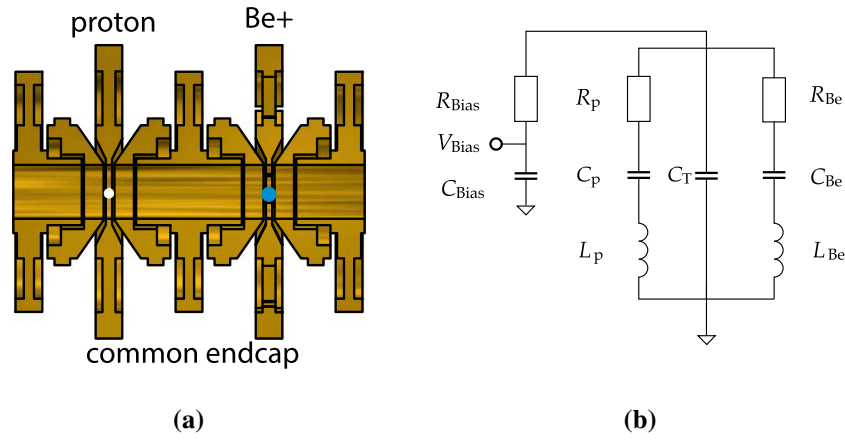 proton
Be+
common endcap
(a)
R_Bias
V_Bias
C_Bias
R_p
C_p
L_p
C_T
R_Be
C_Be
L_Be
(b)